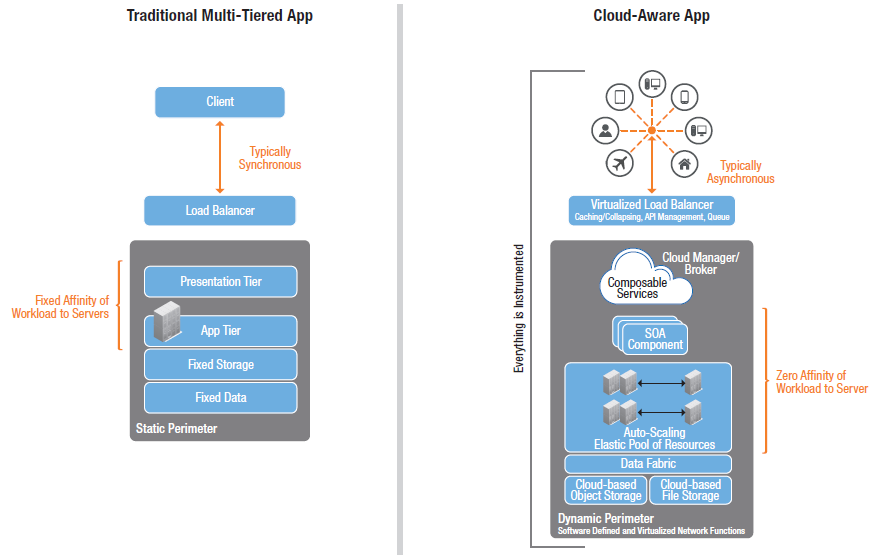 Traditional Multi-Tiered App
Client
Typically
Synchronous
Load Balancer
Fixed Affinity of
Workload to Servers
Presentation Tier
App Tier
Fixed Storage
Fixed Data
Static Perimeter
Cloud-Aware App
Everything is Instrumented
Typically
Asynchronous
Virtualized Load Balancer
Caching/Collapsing, API Management, Queue
Cloud Manager/
Broker
Composable
Services
SOA
Component
Zero Affinity of
Workload to Server
Auto-Scaling
Elastic Pool of Resources
Data Fabric
Cloud-based
Object Storage
Cloud-based
File Storage
Dynamic Perimeter
Software Defined and Virtualized Network Functions